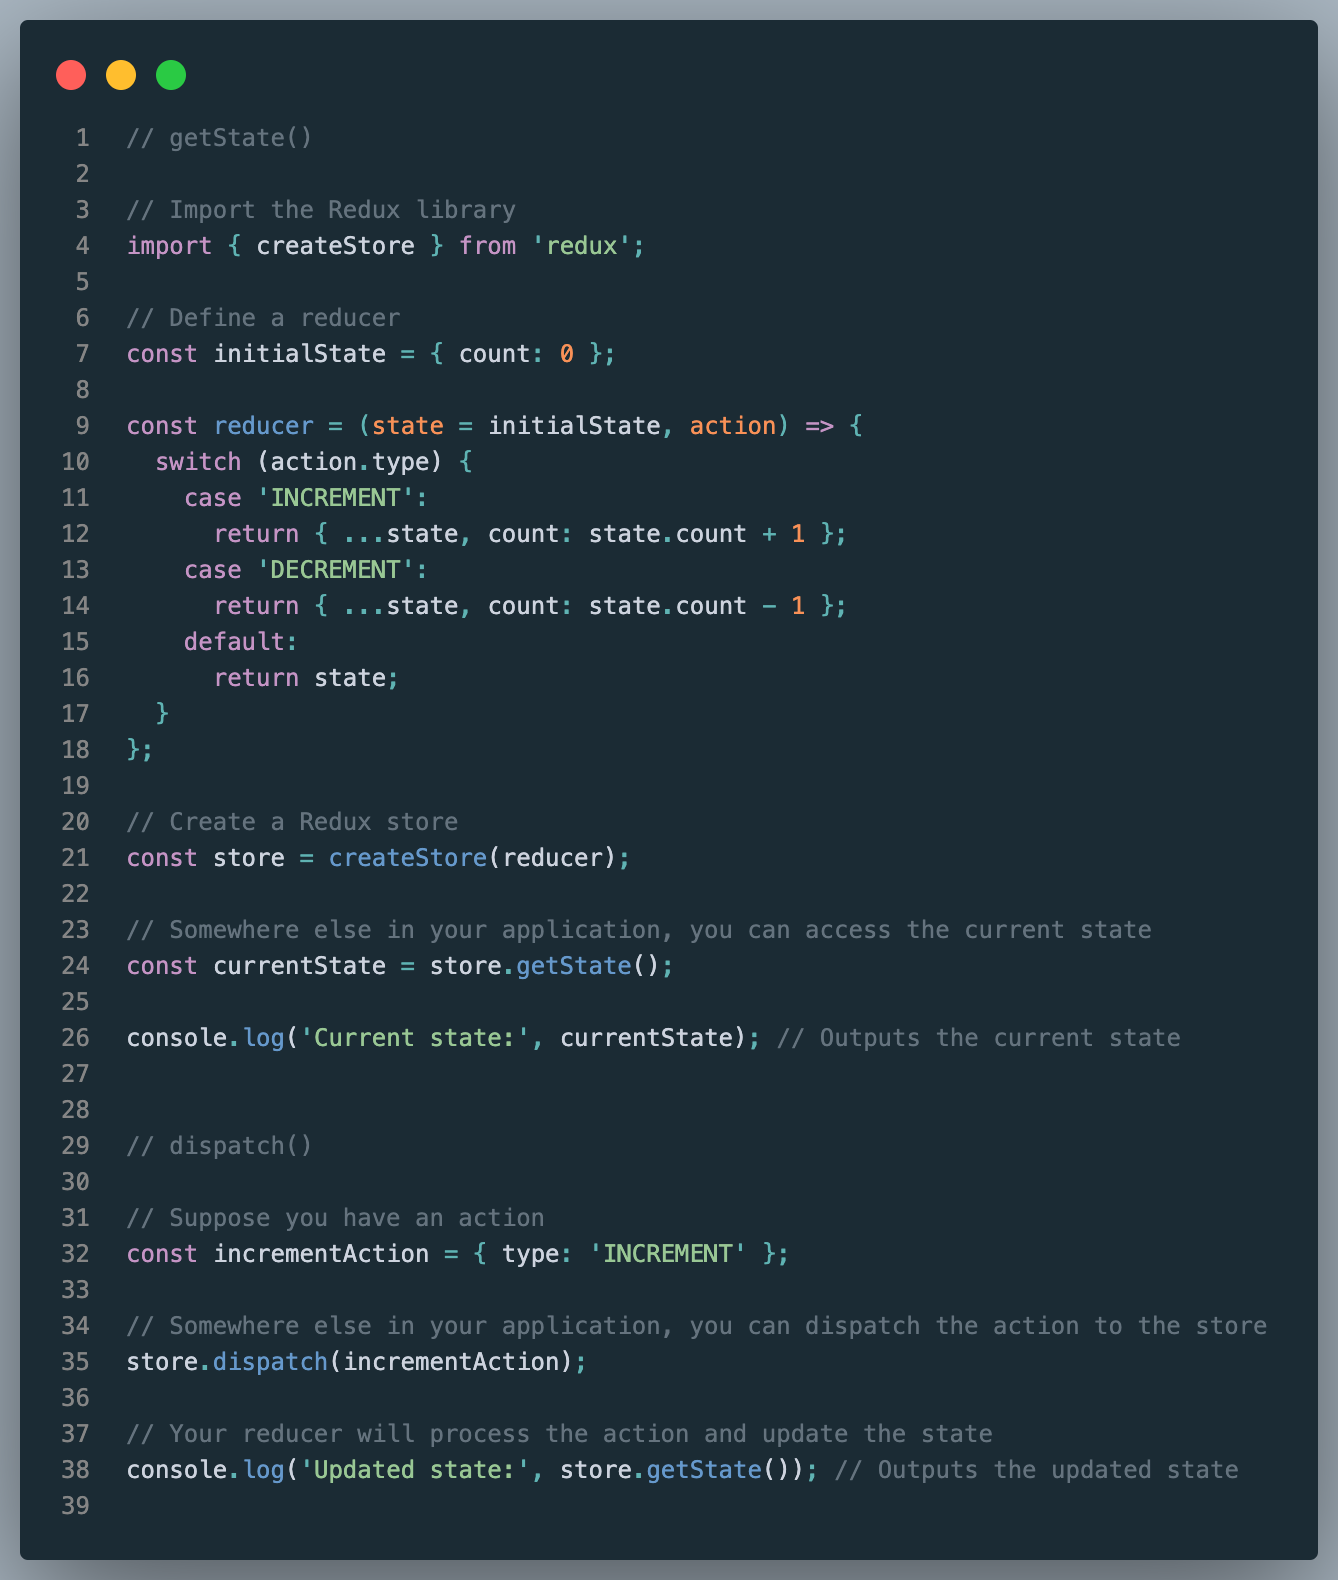 1 // getState()
2
3 // Import the Redux library
4 import { createStore } from 'redux';
5
6 // Define a reducer
7 const initialState = { count: 0 };
8
9 const reducer = (state = initialState, action) => {
10   switch (action.type) {
11     case 'INCREMENT':
12       return { ...state, count: state.count + 1 };
13     case 'DECREMENT':
14       return { ...state, count: state.count - 1 };
15     default:
16       return state;
17   }
18 };
19
20 // Create a Redux store
21 const store = createStore(reducer);
22
23 // Somewhere else in your application, you can access the current state
24 const currentState = store.getState();
25
26 console.log('Current state:', currentState); // Outputs the current state
27
28
29 // dispatch()
30
31 // Suppose you have an action
32 const incrementAction = { type: 'INCREMENT' };
33
34 // Somewhere else in your application, you can dispatch the action to the store
35 store.dispatch(incrementAction);
36
37 // Your reducer will process the action and update the state
38 console.log('Updated state:', store.getState()); // Outputs the updated state
39